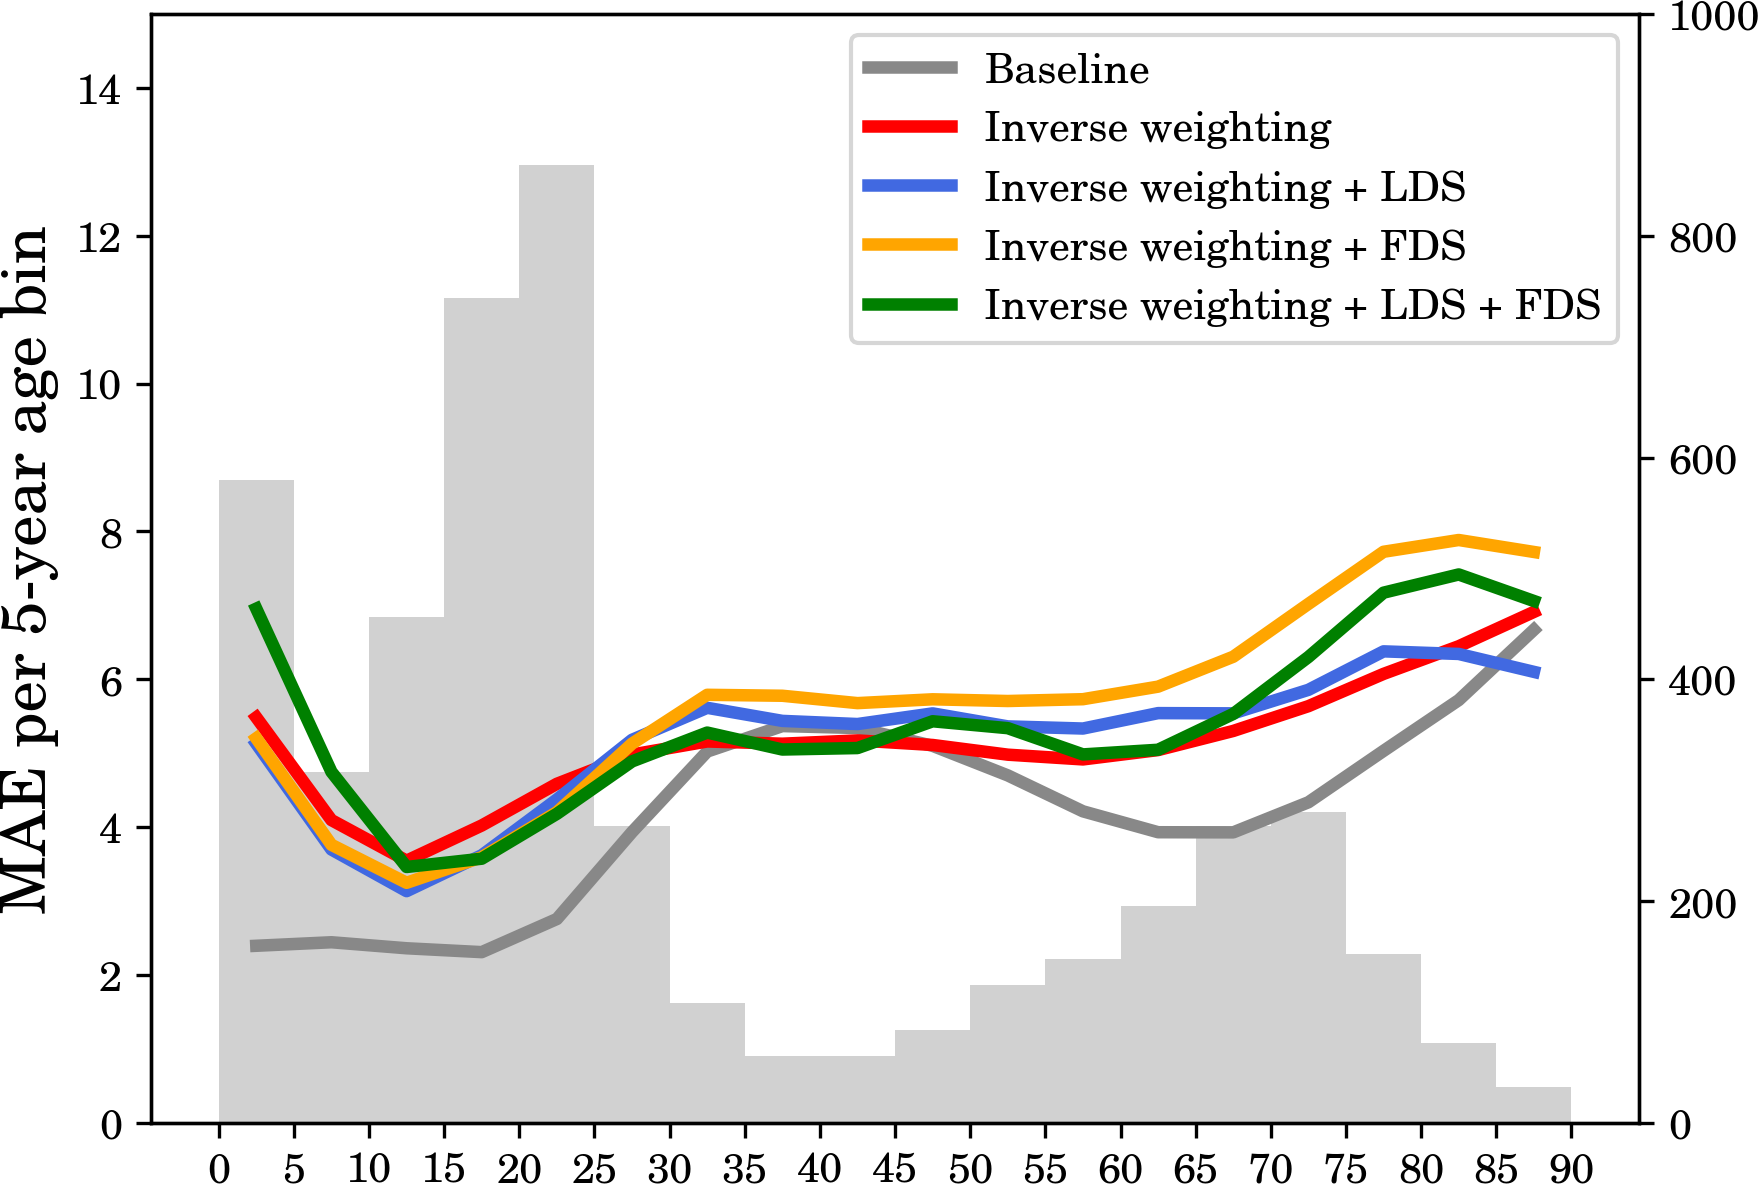 MAE per 5-year age bin
14
12
10
8
6
4
2
0
Baseline
Inverse weighting
Inverse weighting + LDS
Inverse weighting + FDS
Inverse weighting + LDS + FDS
1000
800
600
400
200
0
0 5 10 15 20 25 30 35 40 45 50 55 60 65 70 75 80 85 90